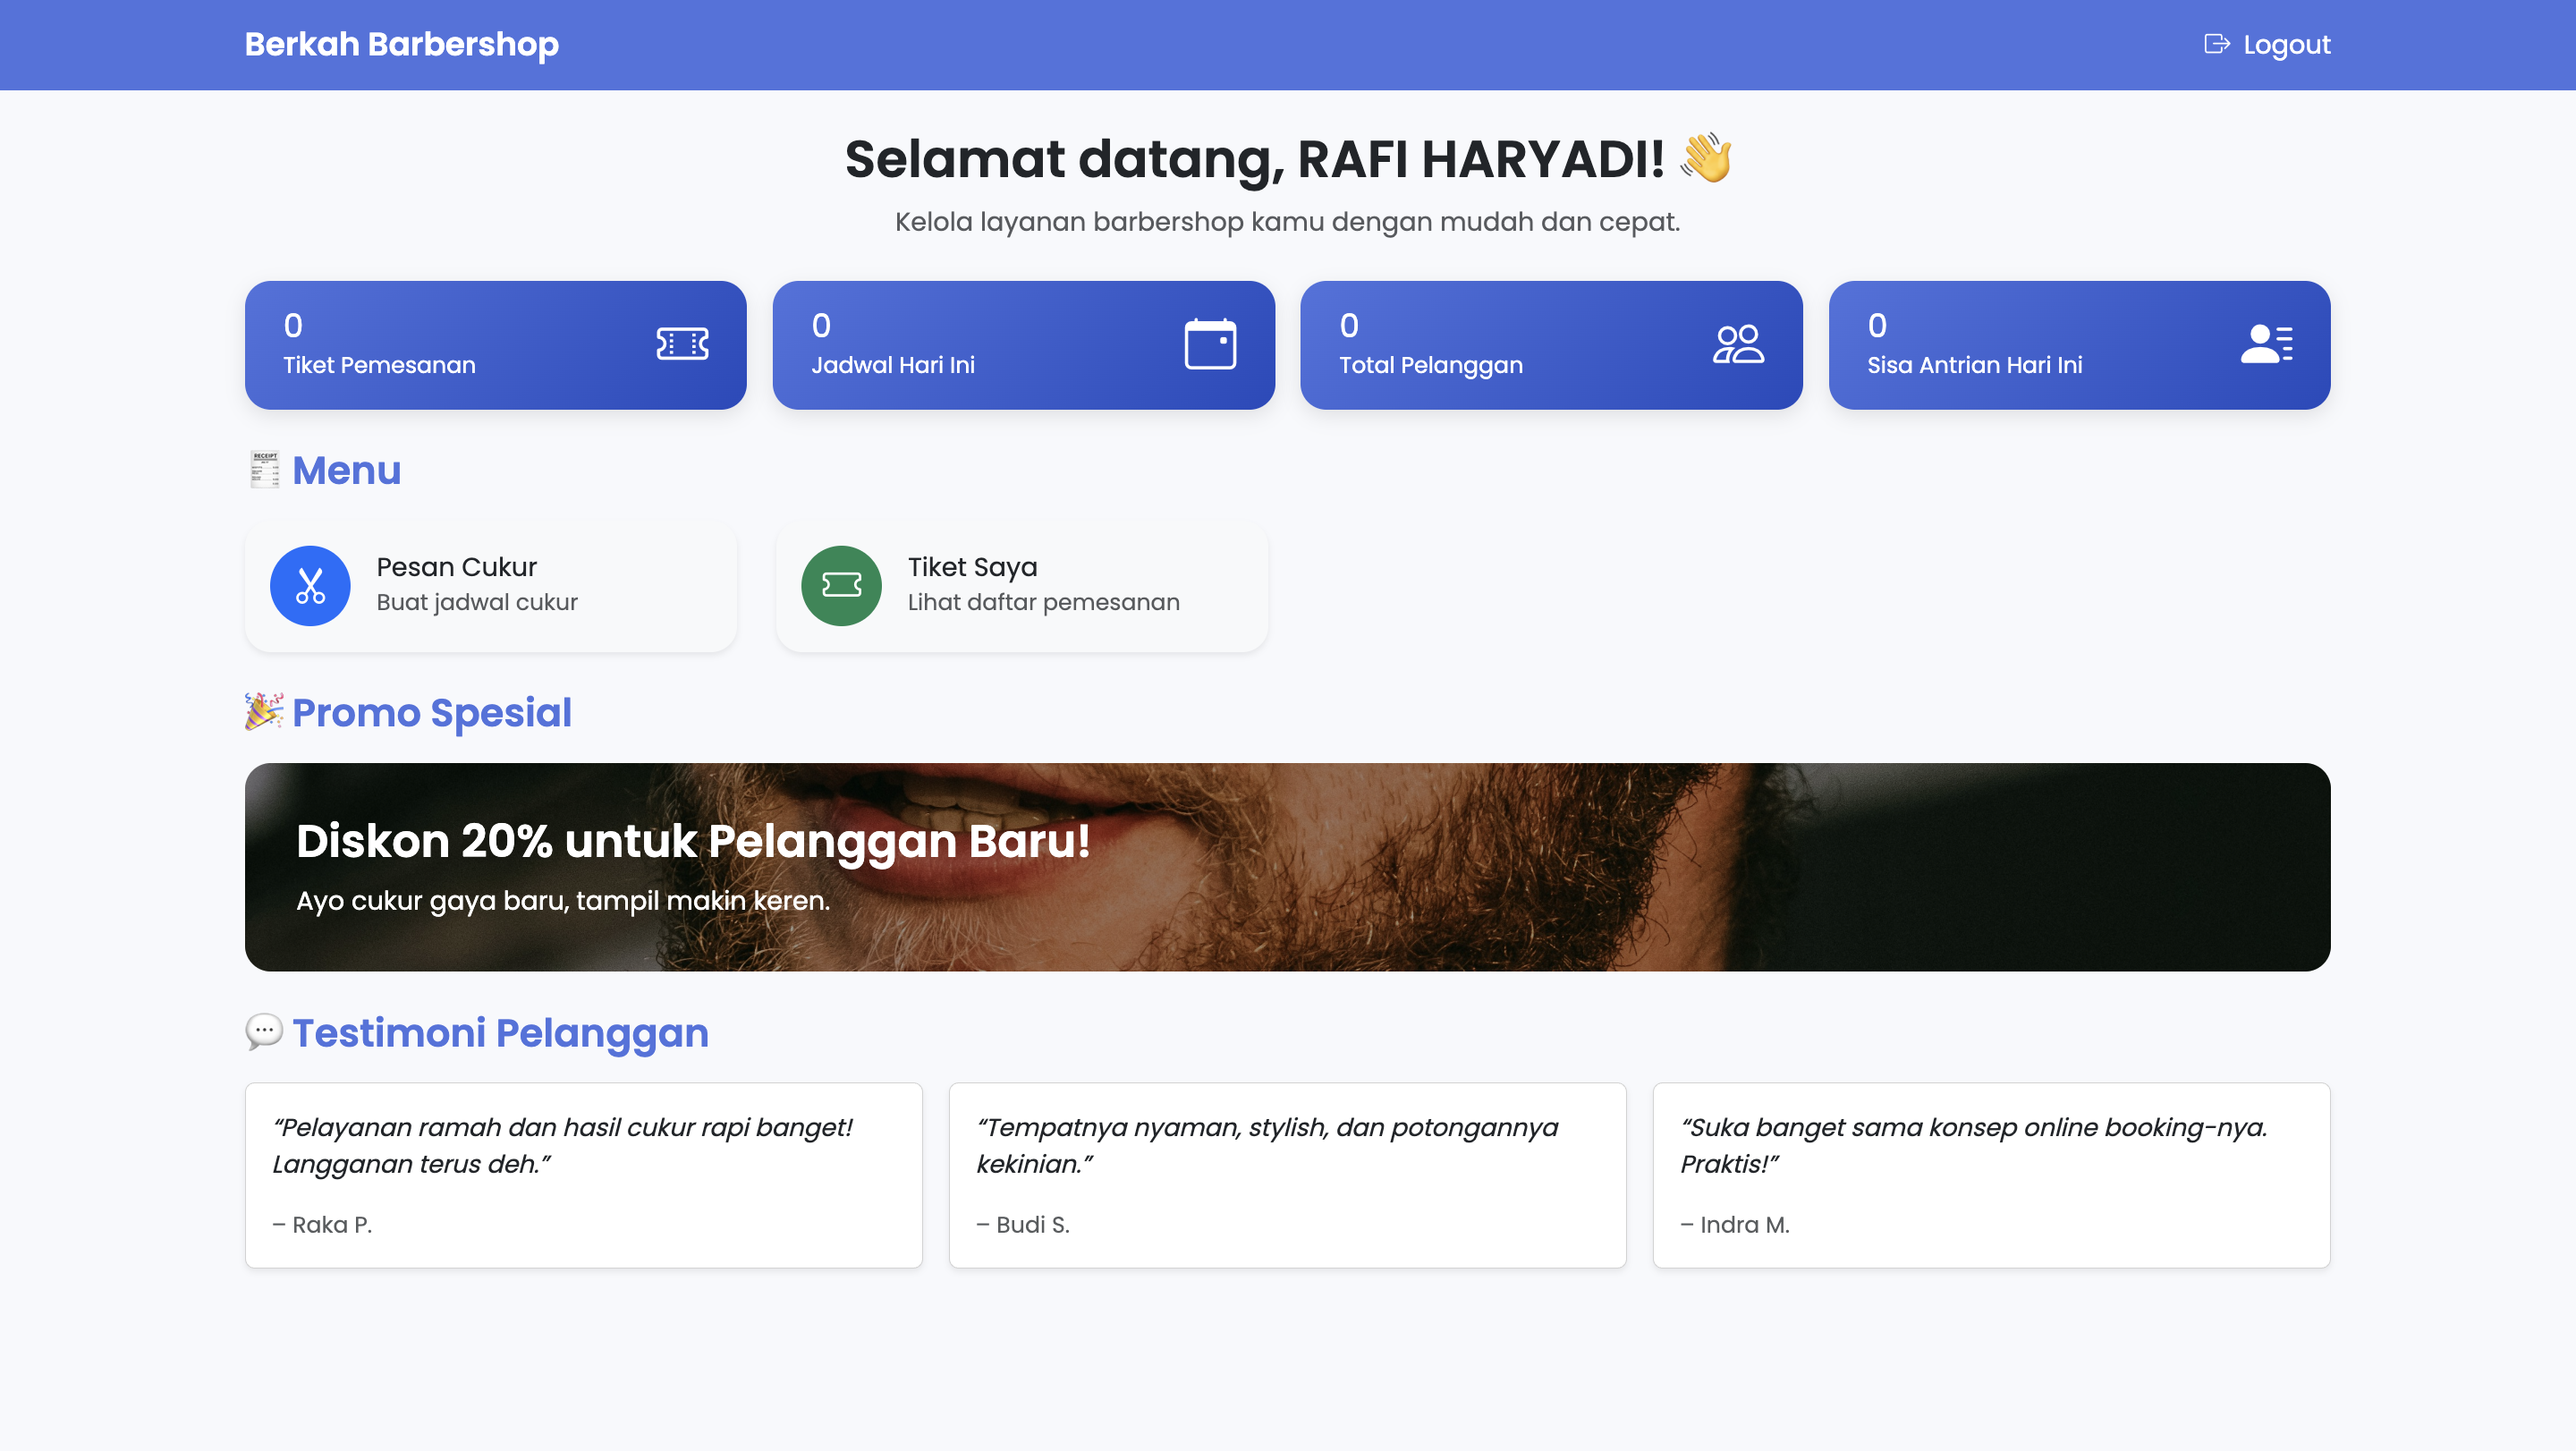 Berkah Barbershop
Logout
Selamat datang, RAFI HARYADI! 👋
Kelola layanan barbershop kamu dengan mudah dan cepat.
0
Tiket Pemesanan
0
Jadwal Hari Ini
0
Total Pelanggan
0
Sisa Antrian Hari Ini
Menu
Pesan Cukur
Buat jadwal cukur
Tiket Saya
Lihat daftar pemesanan
🎉 Promo Spesial
Diskon 20% untuk Pelanggan Baru!
Ayo cukur gaya baru, tampil makin keren.
💬 Testimoni Pelanggan
“Pelayanan ramah dan hasil cukur rapi banget!
Langganan terus deh.”
– Raka P.
“Tempatnya nyaman, stylish, dan potongannya
kekinian.”
– Budi S.
“Suka banget sama konsep online booking-nya.
Praktis!”
– Indra M.